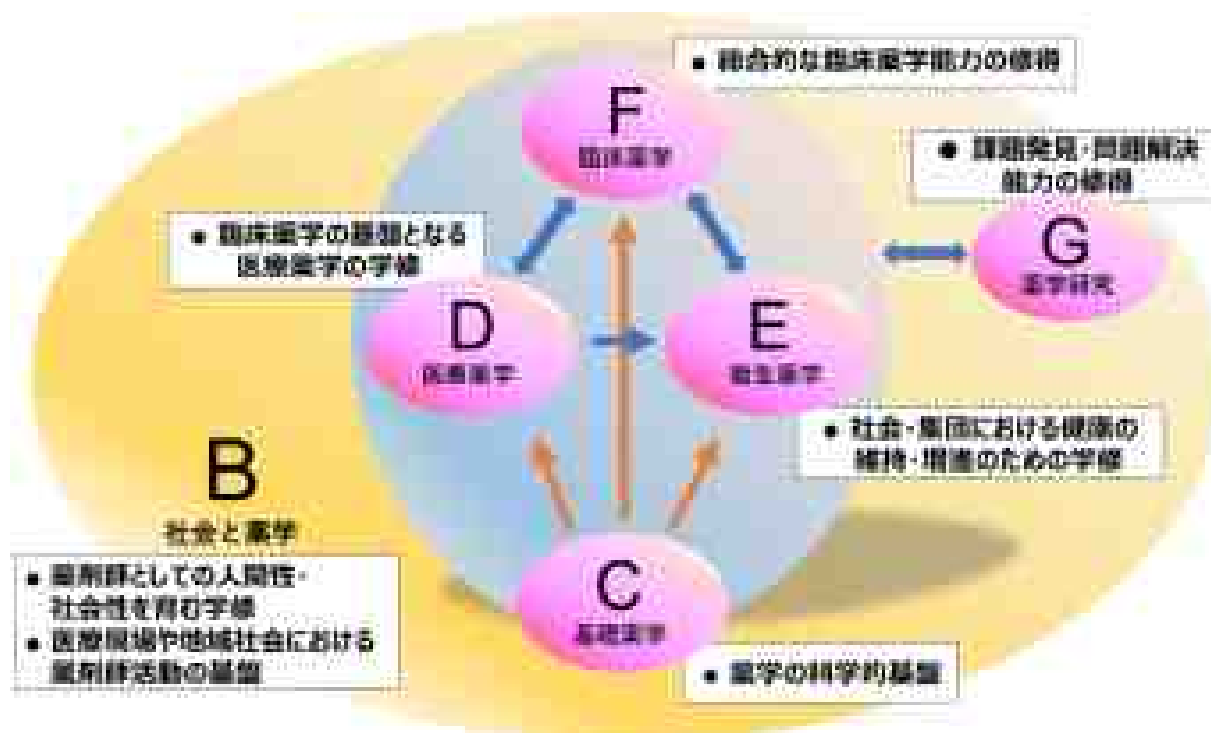 ● 総合的な臨床薬学能力の修得
F
臨床薬学
● 課題発見・問題解決
能力の修得
G
薬学研究
● 臨床薬学の基礎となる
医療薬学の学修
D
医療薬学
E
衛生薬学
● 社会・集団における健康の
維持・増進のための学修
B
社会と薬学
● 薬剤師としての人間性・
社会性を育む学修
● 医療現場や地域社会における
薬剤師活動の基盤
C
基礎薬学
● 薬学の科学的基盤